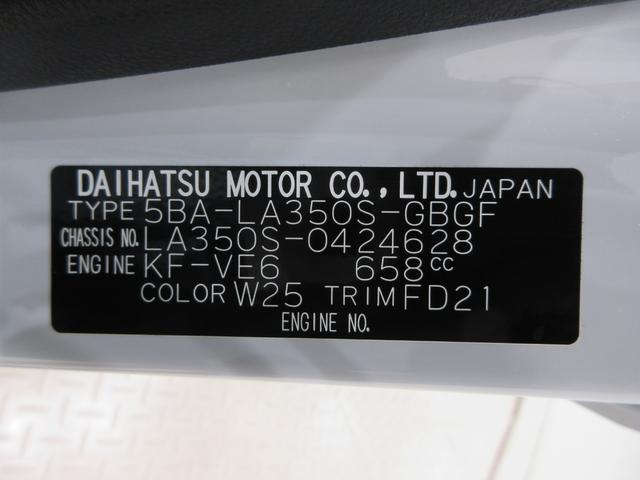 DAIHATSU MOTOR CO.,LTD. JAPAN
TYPE 5BA-LA350S-GBGF
CHASSIS NO. LA350S-0424628
ENGINE KF-VE6 658cc
COLOR W25 TRIM FD21
ENGINE NO.